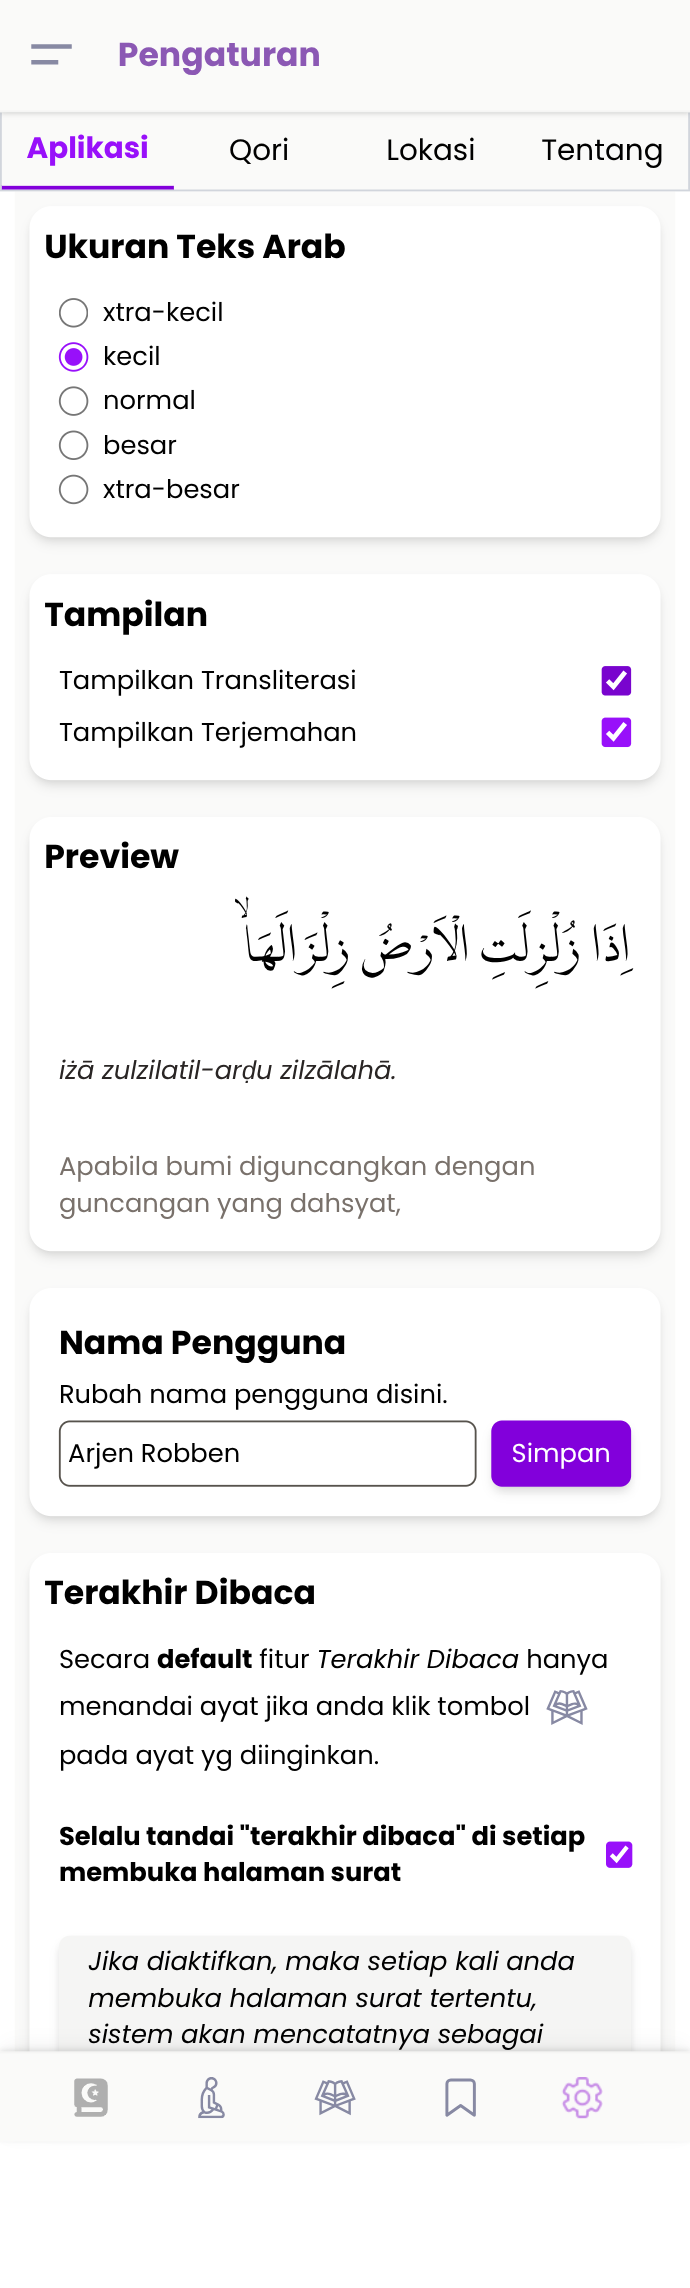 Pengaturan
Aplikasi Qori Lokasi Tentang
Ukuran Teks Arab
xtra-kecil
kecil
normal
besar
xtra-besar
Tampilan
Tampilkan Transliterasi
Tampilkan Terjemahan
Preview
اِذَا زُلْزِلَتِ الْاَرْضُ زِلْزَالَهَاۙ
iżā zulzilatil-arḍu zilzālahā.
Apabila bumi diguncangkan dengan
guncangan yang dahsyat,
Nama Pengguna
Rubah nama pengguna disini.
Arjen Robben Simpan
Terakhir Dibaca
Secara default fitur Terakhir Dibaca hanya
menandai ayat jika anda klik tombol
pada ayat yg diinginkan.
Selalu tandai "terakhir dibaca" di setiap
membuka halaman surat
Jika diaktifkan, maka setiap kali anda
membuka halaman surat tertentu,
sistem akan mencatatnya sebagai